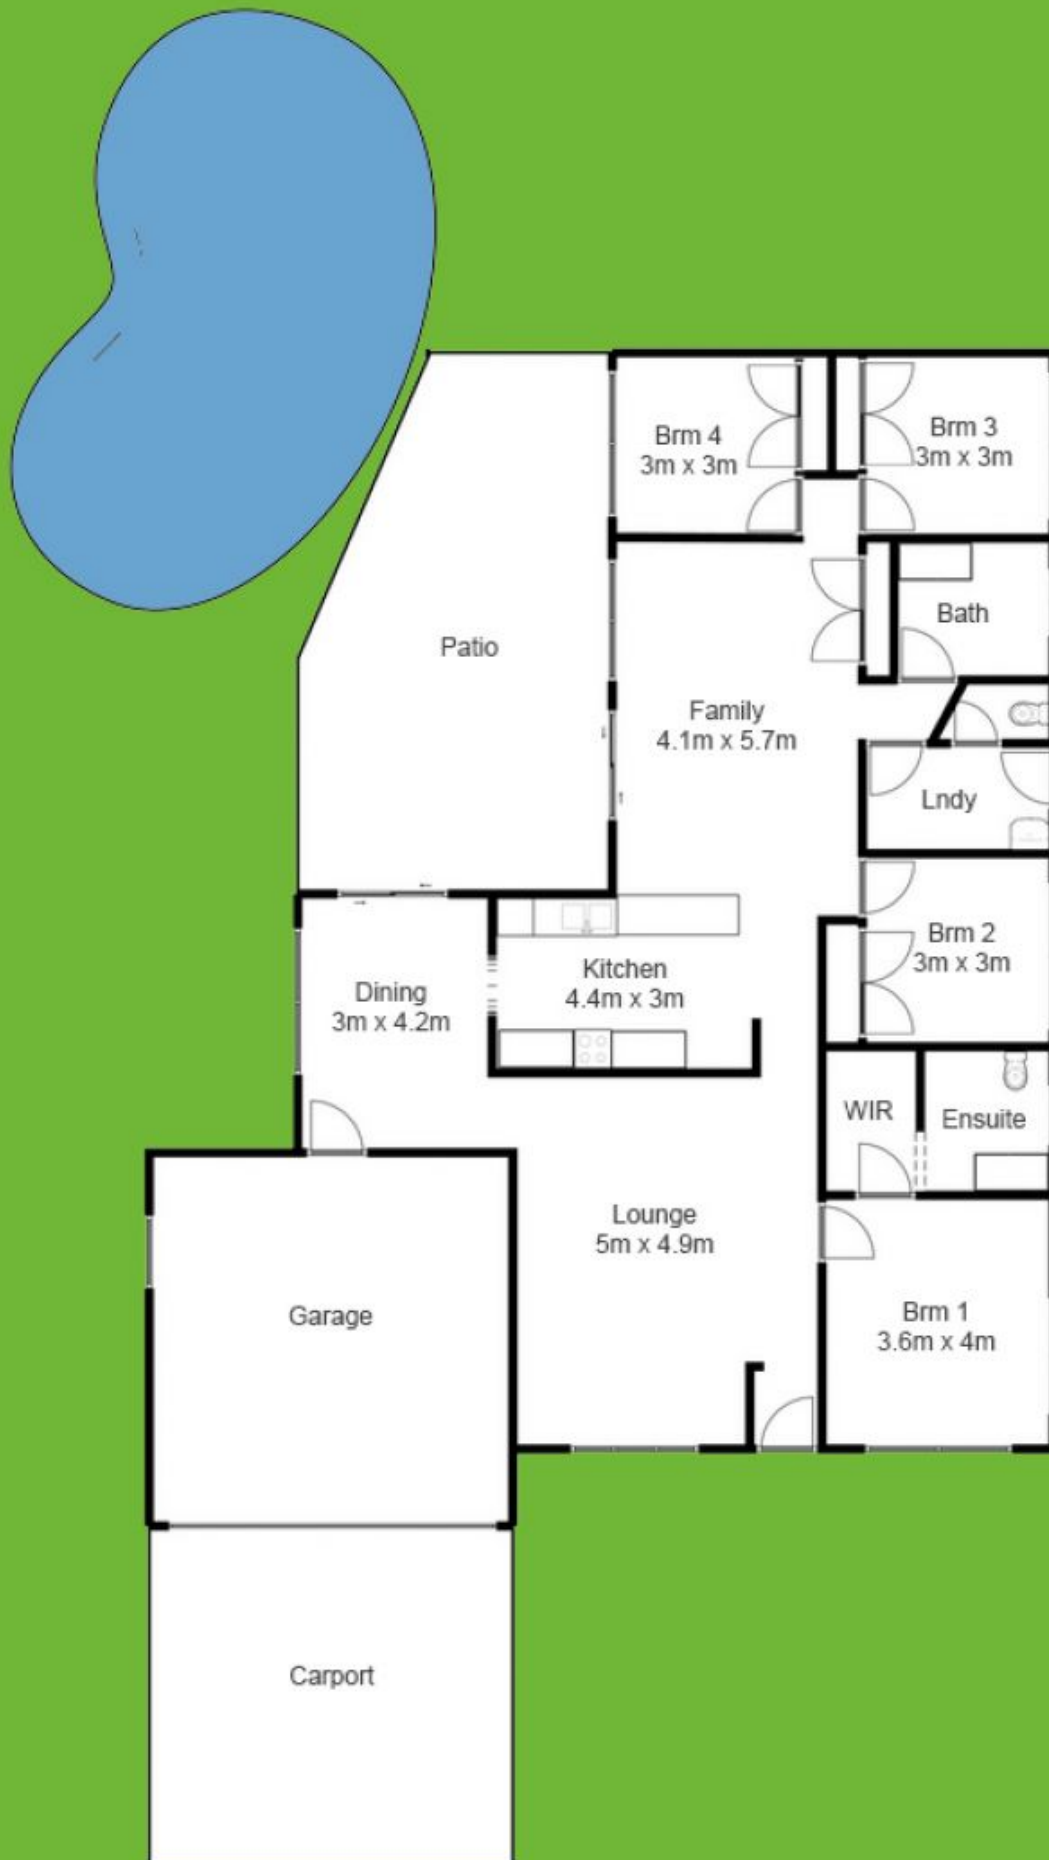 Brm 4
3m x 3m
Brm 3
3m x 3m
Bath
Patio
Family
4.1m x 5.7m
Lndy
Brm 2
3m x 3m
Kitchen
4.4m x 3m
Dining
3m x 4.2m
WIR
Ensuite
Lounge
5m x 4.9m
Brm 1
3.6m x 4m
Garage
Carport